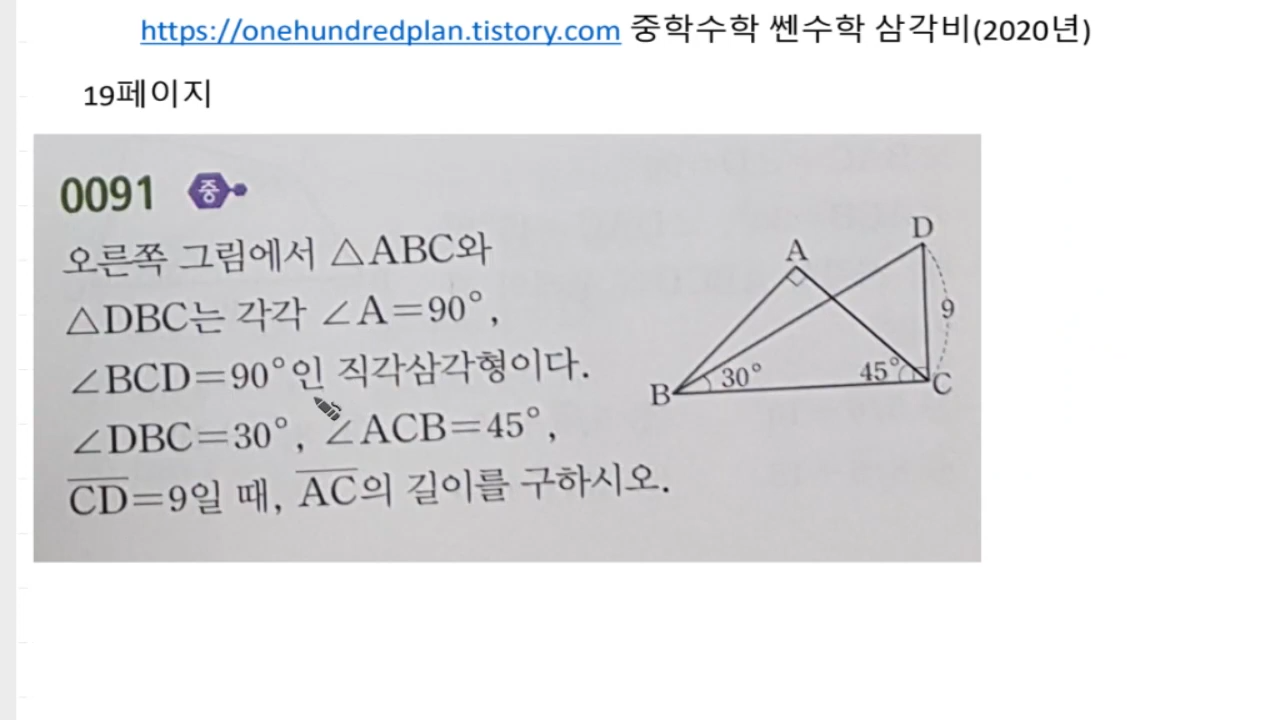 https://onehundredplan.tistory.com 중학수학 쎈수학 삼각비(2020년)
19페이지
0091 중
오른쪽 그림에서 △ABC와
△DBC는 각각 ∠A=90°,
∠BCD=90°인 직각삼각형이다.
∠DBC=30°, ∠ACB=45°,
C̅D̅=9일 때, A̅C̅의 길이를 구하시오.
D
A
9
30°
45°
B
C